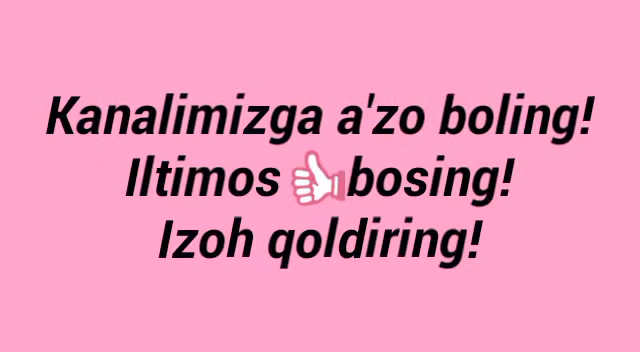 Kanalimizga a'zo boling!
Iltimos 👍bosing!
Izoh qoldiring!